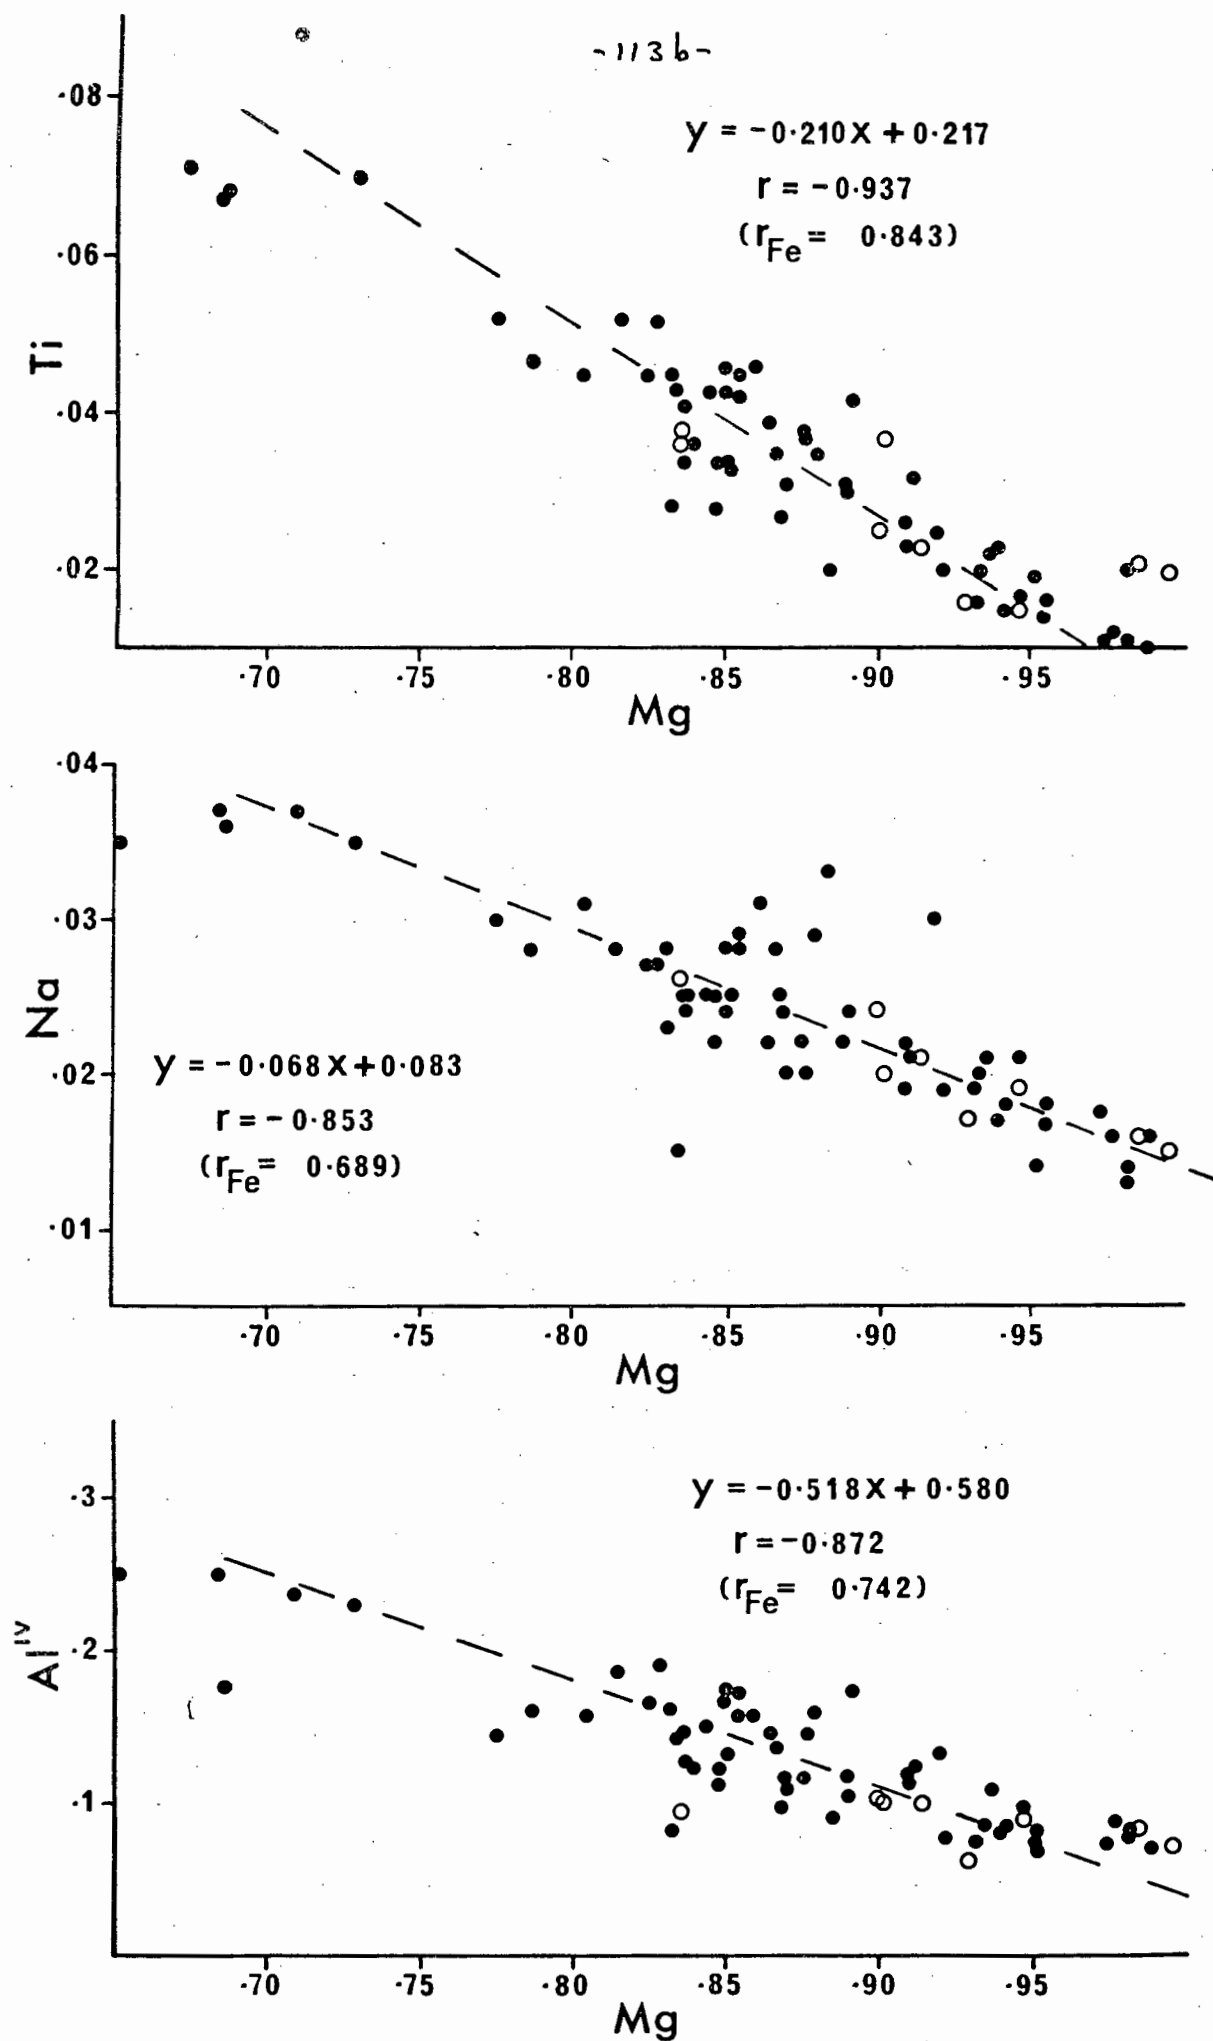 -113b-
·08
·06
·04
·02
Ti
y = -0·210X + 0·217
r = -0·937
(rFe= 0·843)
·70 ·75 ·80 ·85 ·90 ·95
Mg
·04
·03
·02
·01
Na
y = -0·068X + 0·083
r = -0·853
(rFe= 0·689)
·70 ·75 ·80 ·85 ·90 ·95
Mg
·3
·2
·1
Al^IV
y = -0·518X + 0·580
r = -0·872
(rFe= 0·742)
·70 ·75 ·80 ·85 ·90 ·95
Mg